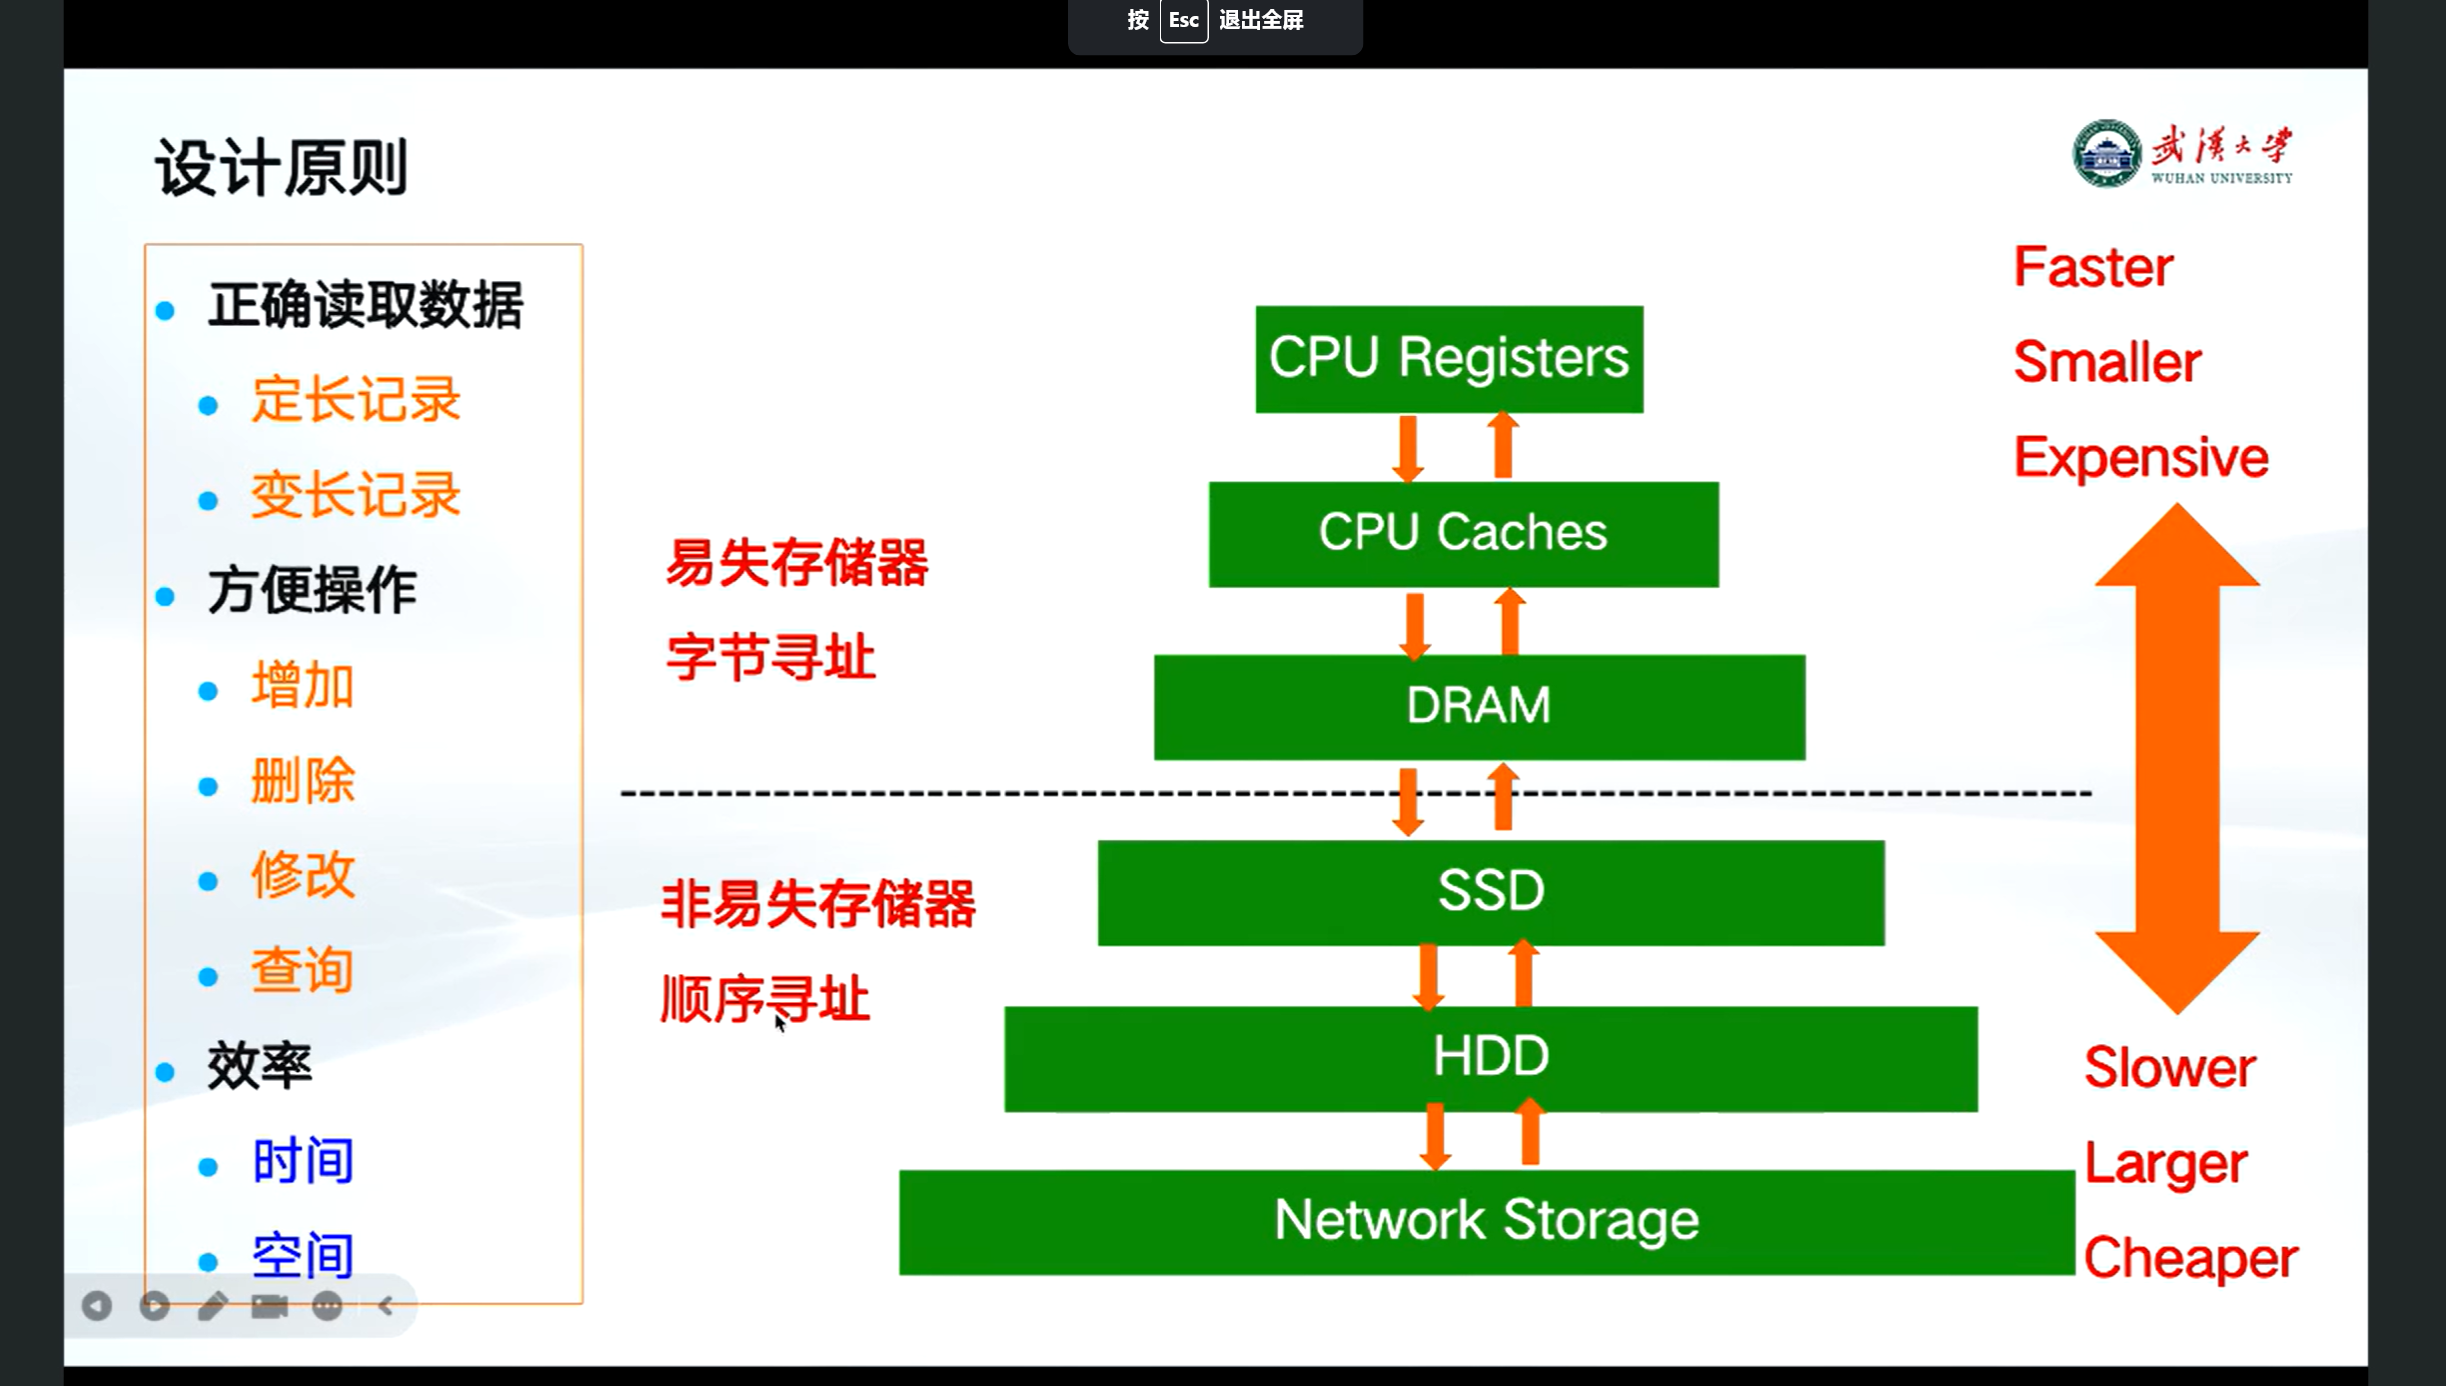 按 Esc 退出全屏
设计原则
武汉大学
WUHAN UNIVERSITY
正确读取数据
定长记录
变长记录
方便操作
增加
删除
修改
查询
效率
时间
空间
易失存储器
字节寻址
非易失存储器
顺序寻址
CPU Registers
CPU Caches
DRAM
SSD
HDD
Network Storage
Faster
Smaller
Expensive
Slower
Larger
Cheaper